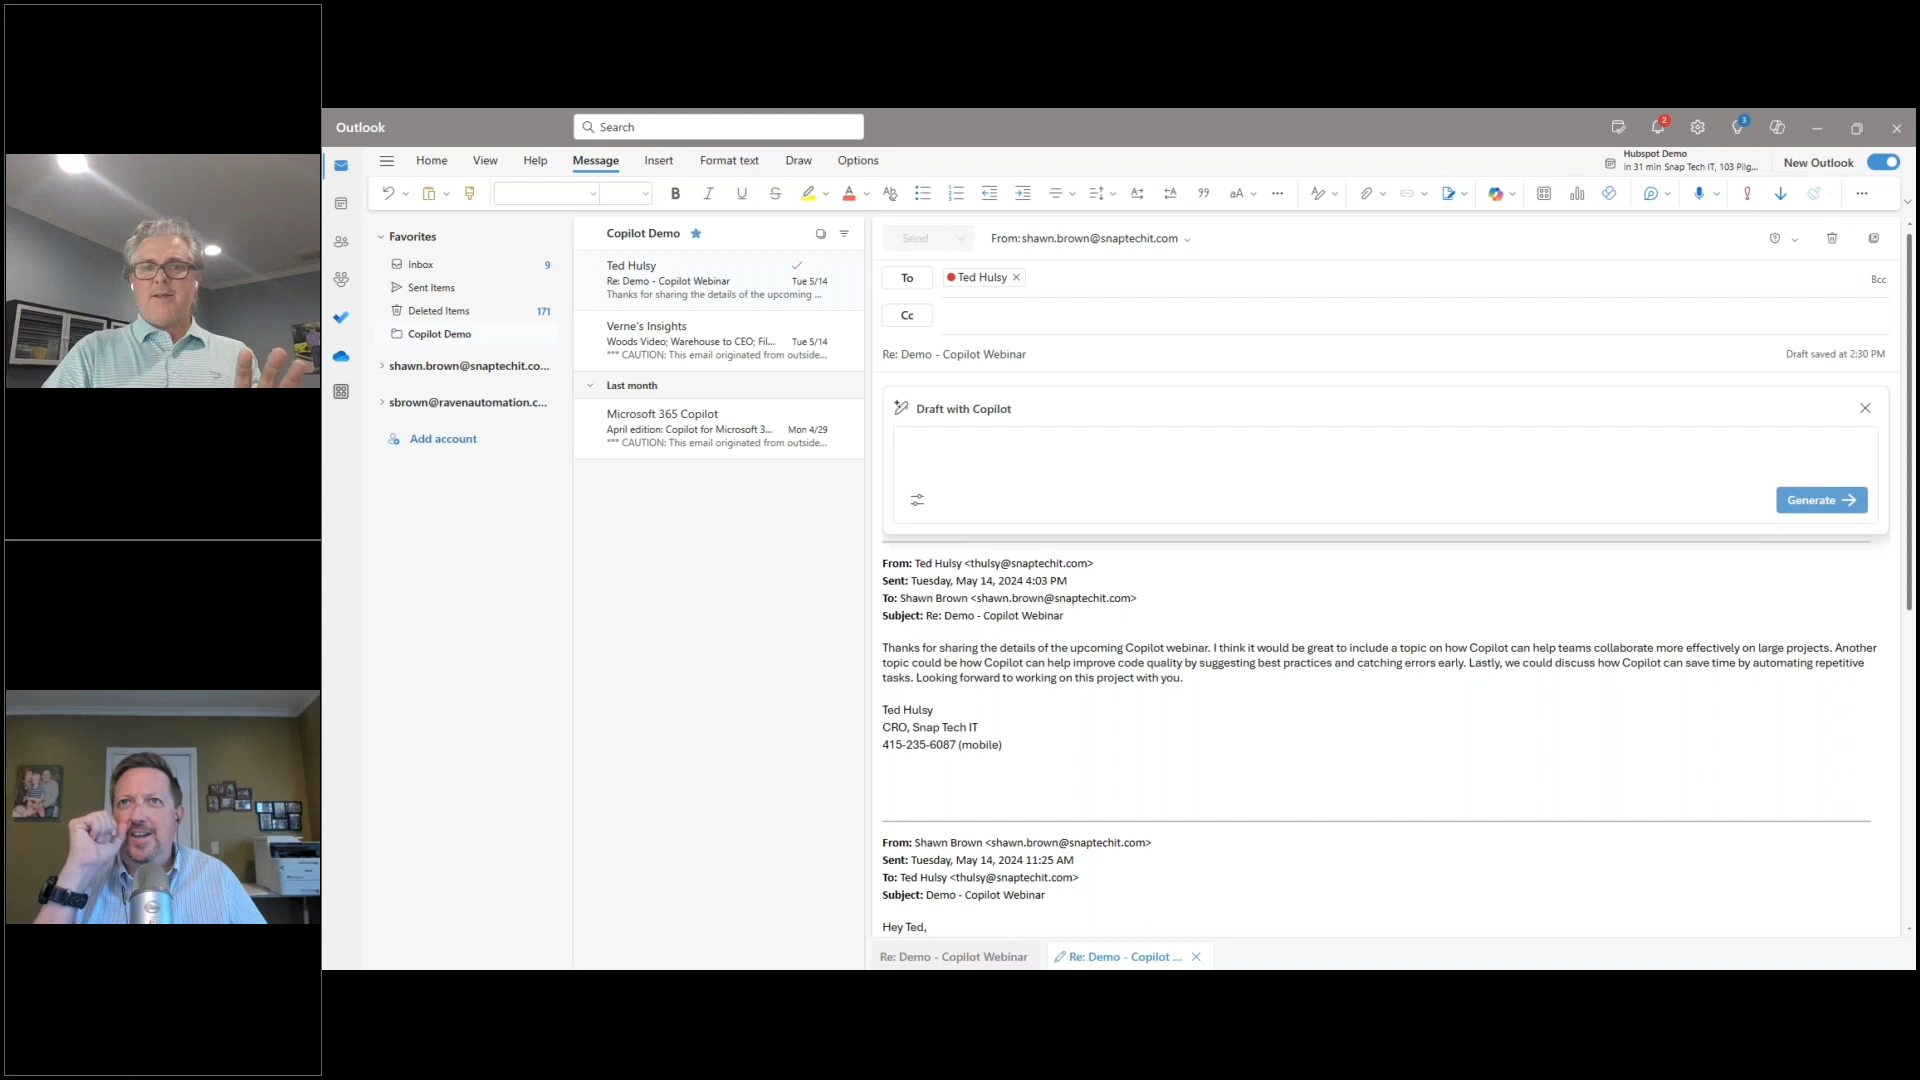 Outlook
Search
2
3
Home
View
Help
Message
Insert
Format text
Draw
Options
Hubspot Demo
in 31 min Snap Tech IT, 103 Pilg...
New Outlook
Favorites
Inbox 9
Sent Items
Deleted Items 171
Copilot Demo
shawn.brown@snaptechit.co...
sbrown@ravenautomation.c...
Add account
Copilot Demo
Ted Hulsy
Re: Demo - Copilot Webinar Tue 5/14
Thanks for sharing the details of the upcoming ...
Verne's Insights
Woods Video; Warehouse to CEO; Fil... Tue 5/14
*** CAUTION: This email originated from outside...
Last month
Microsoft 365 Copilot
April edition: Copilot for Microsoft 3... Mon 4/29
*** CAUTION: This email originated from outside...
Send
From: shawn.brown@snaptechit.com
To
Ted Hulsy
Bcc
Cc
Re: Demo - Copilot Webinar
Draft saved at 2:30 PM
Draft with Copilot
Generate
From: Ted Hulsy <thulsy@snaptechit.com>
Sent: Tuesday, May 14, 2024 4:03 PM
To: Shawn Brown <shawn.brown@snaptechit.com>
Subject: Re: Demo - Copilot Webinar
Thanks for sharing the details of the upcoming Copilot webinar. I think it would be great to include a topic on how Copilot can help teams collaborate more effectively on large projects. Another
topic could be how Copilot can help improve code quality by suggesting best practices and catching errors early. Lastly, we could discuss how Copilot can save time by automating repetitive
tasks. Looking forward to working on this project with you.
Ted Hulsy
CRO, Snap Tech IT
415-235-6087 (mobile)
From: Shawn Brown <shawn.brown@snaptechit.com>
Sent: Tuesday, May 14, 2024 11:25 AM
To: Ted Hulsy <thulsy@snaptechit.com>
Subject: Demo - Copilot Webinar
Hey Ted,
Re: Demo - Copilot Webinar
Re: Demo - Copilot ...